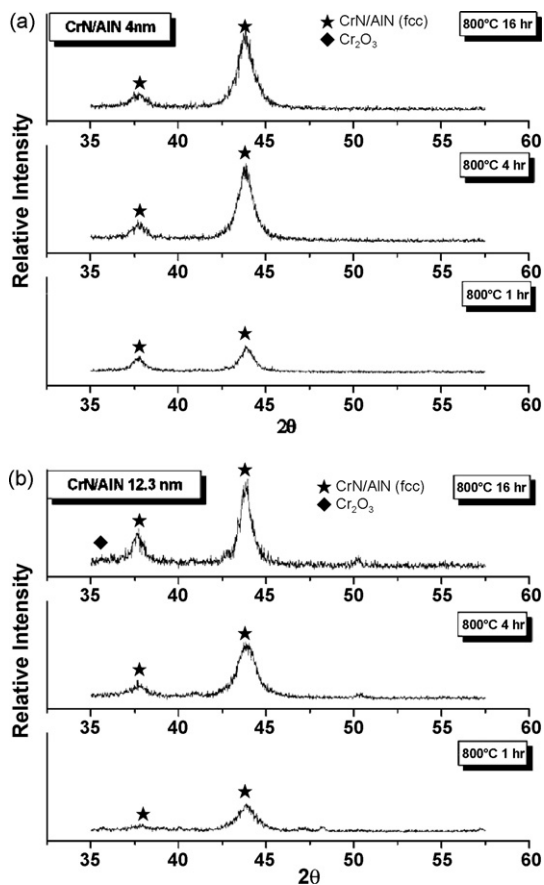 (a)
CrN/AlN 4nm
★ CrN/AlN (fcc)
◆ Cr₂O₃
800°C 16 hr
35 40 45 50 55 60
800°C 4 hr
35 40 45 50 55 60
800°C 1 hr
35 40 45 50 55 60
Relative Intensity
2θ
(b)
CrN/AlN 12.3 nm
★ CrN/AlN (fcc)
◆ Cr₂O₃
800°C 16 hr
35 40 45 50 55 60
800°C 4 hr
35 40 45 50 55 60
800°C 1 hr
35 40 45 50 55 60
Relative Intensity
2θ